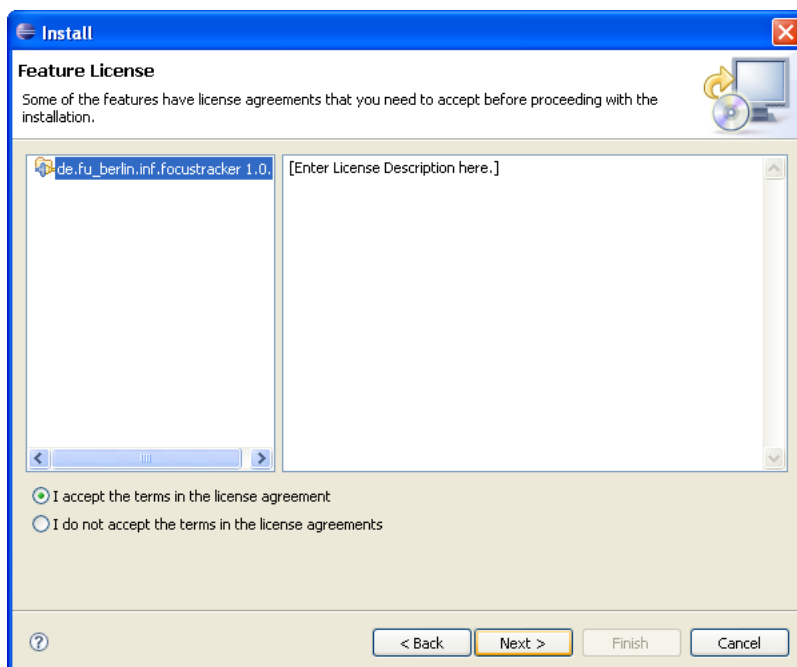 Install
Feature License
Some of the features have license agreements that you need to accept before proceeding with the
installation.
de.fu_berlin.inf.focustracker 1.0.
[Enter License Description here.]
I accept the terms in the license agreement
I do not accept the terms in the license agreements
?
< Back
Next >
Finish
Cancel